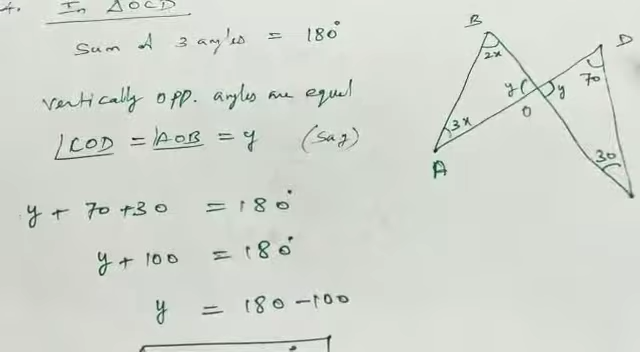 4. In △OCD
Sum of 3 angles = 180°
vertically opp. angles are equal
∠COD = ∠AOB = y (say)
y + 70 + 30 = 180°
y + 100 = 180°
y = 180 - 100
B
2x
D
70
y
y
O
3x
A
30